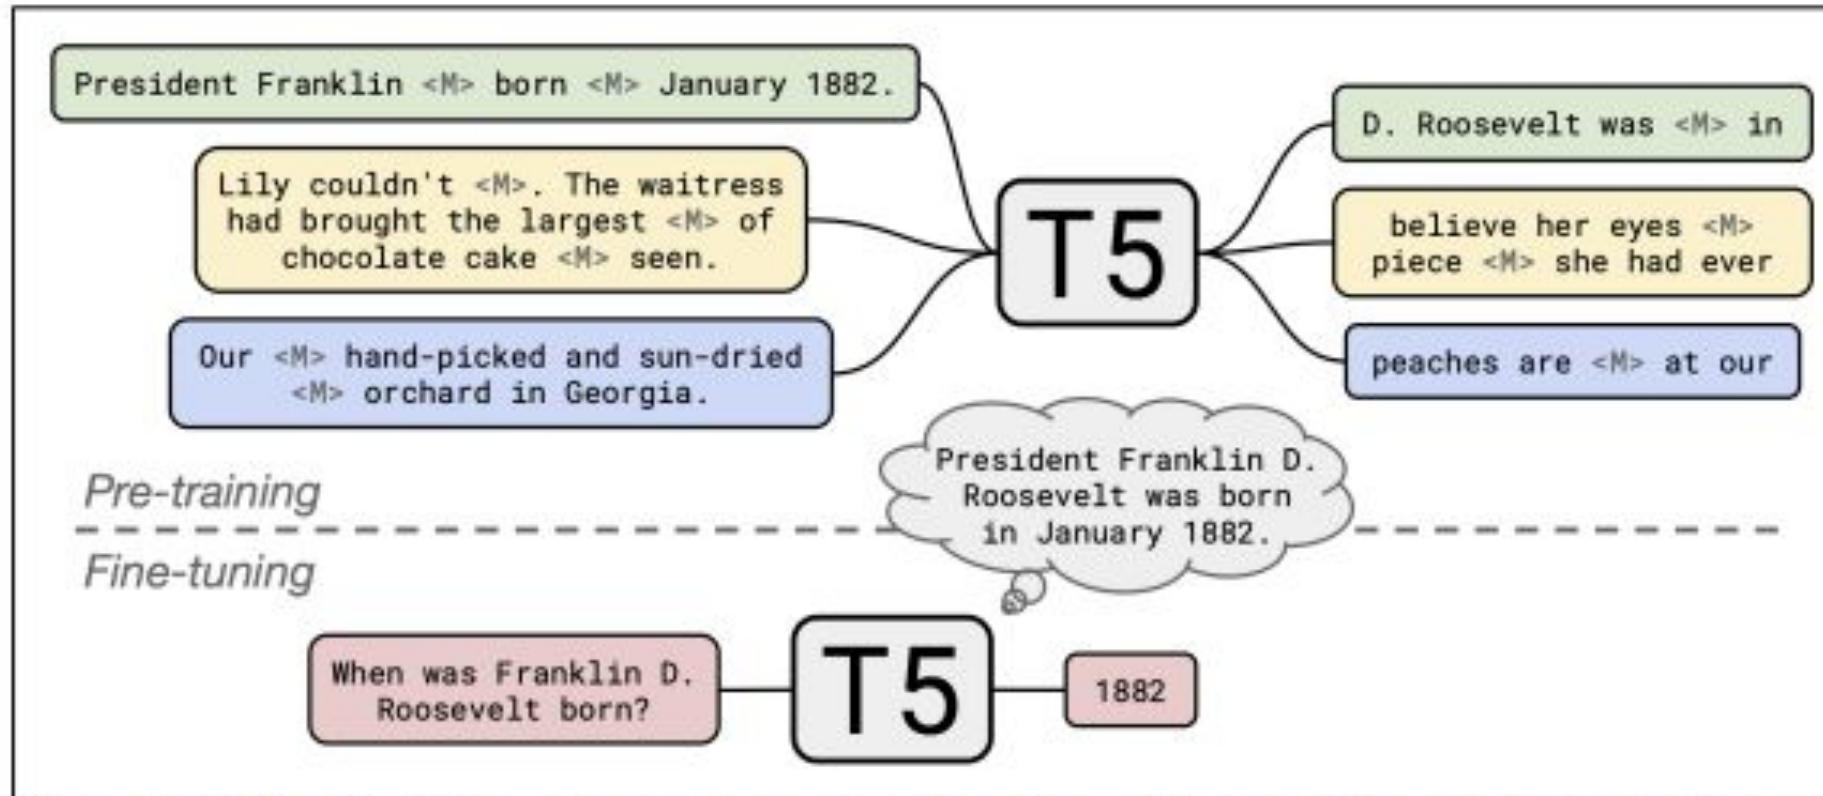 President Franklin <M> born <M> January 1882.
Lily couldn't <M>. The waitress
had brought the largest <M> of
chocolate cake <M> seen.
Our <M> hand-picked and sun-dried
<M> orchard in Georgia.
T5
D. Roosevelt was <M> in
believe her eyes <M>
piece <M> she had ever
peaches are <M> at our
Pre-training
President Franklin D.
Roosevelt was born
in January 1882.
Fine-tuning
When was Franklin D.
Roosevelt born?
T5
1882